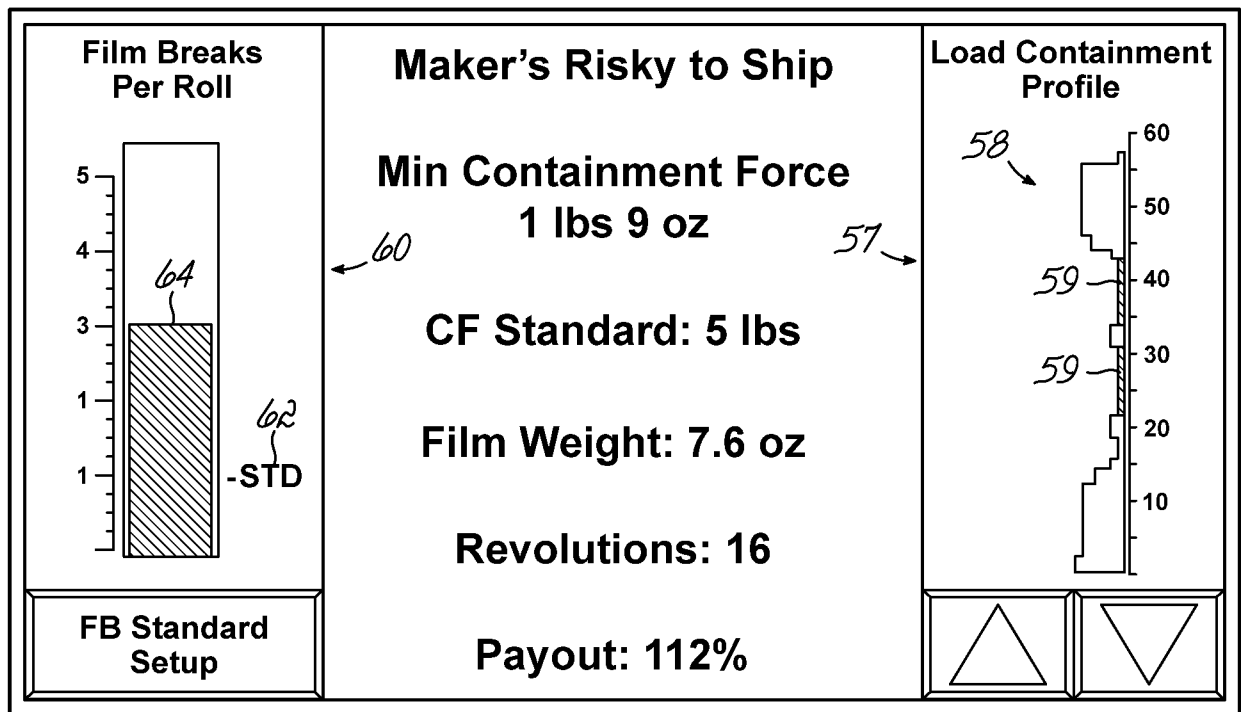 Film Breaks
Per Roll
5
4
3
1
1
64
62
-STD
60
FB Standard
Setup
Maker's Risky to Ship
Min Containment Force
1 lbs 9 oz
CF Standard: 5 lbs
Film Weight: 7.6 oz
Revolutions: 16
Payout: 112%
57
Load Containment
Profile
58
59
59
60
50
40
30
20
10